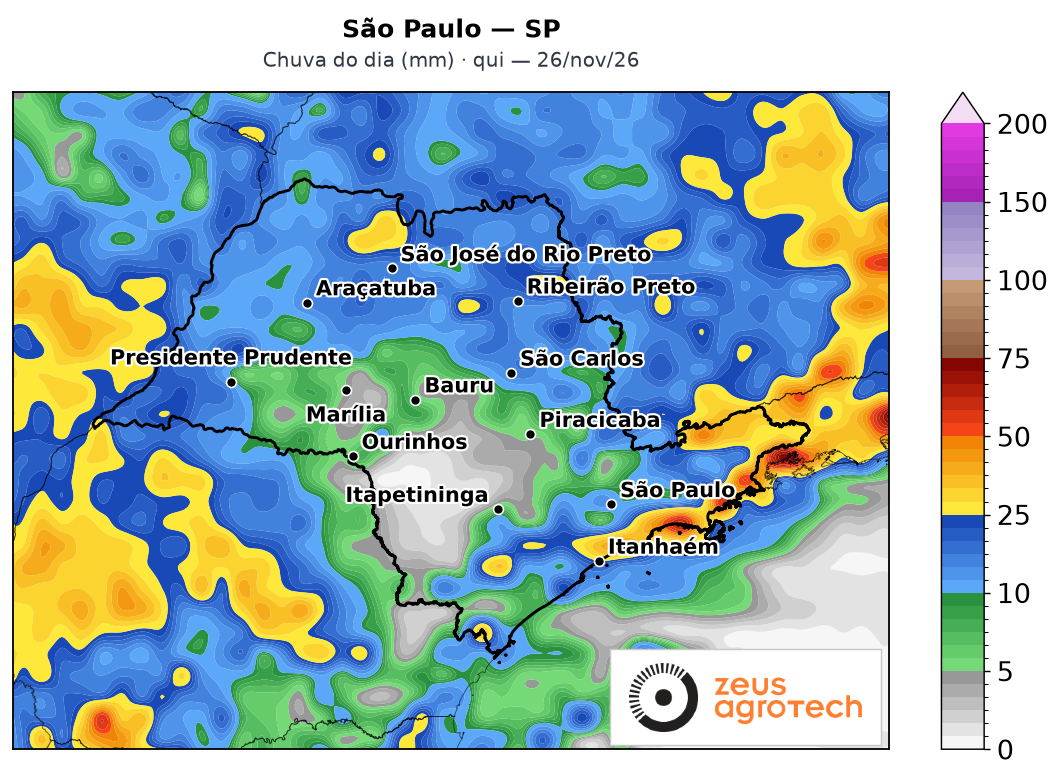 São Paulo — SP
Chuva do dia (mm) · qui — 26/nov/26
São José do Rio Preto
Araçatuba
Ribeirão Preto
Presidente Prudente
São Carlos
Bauru
Marília
Piracicaba
Ourinhos
Itapetininga
São Paulo
Itanhaém
200
150
100
75
50
25
10
5
0
zeus
agrotech